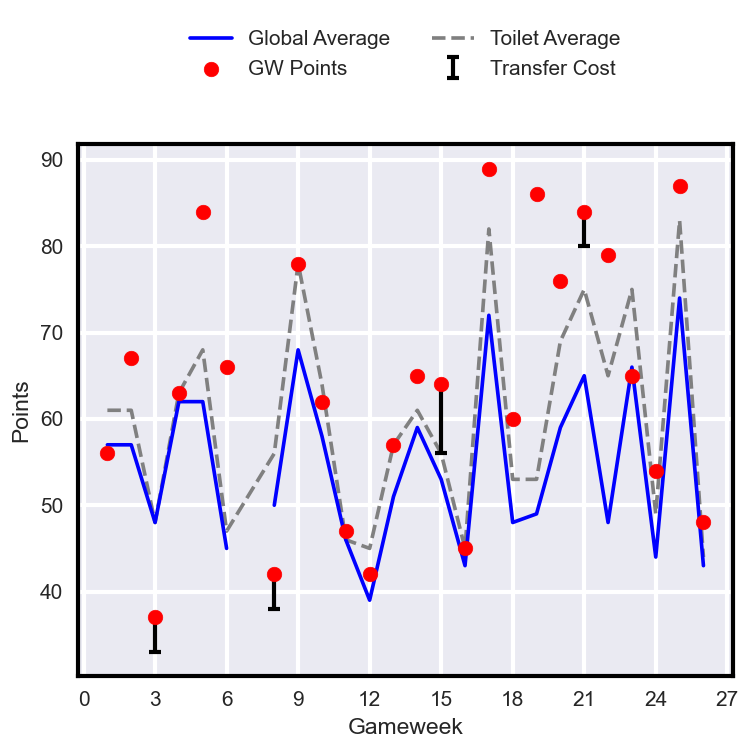 Global Average
Toilet Average
GW Points
Transfer Cost
90
80
70
60
50
40
Points
0 3 6 9 12 15 18 21 24 27
Gameweek